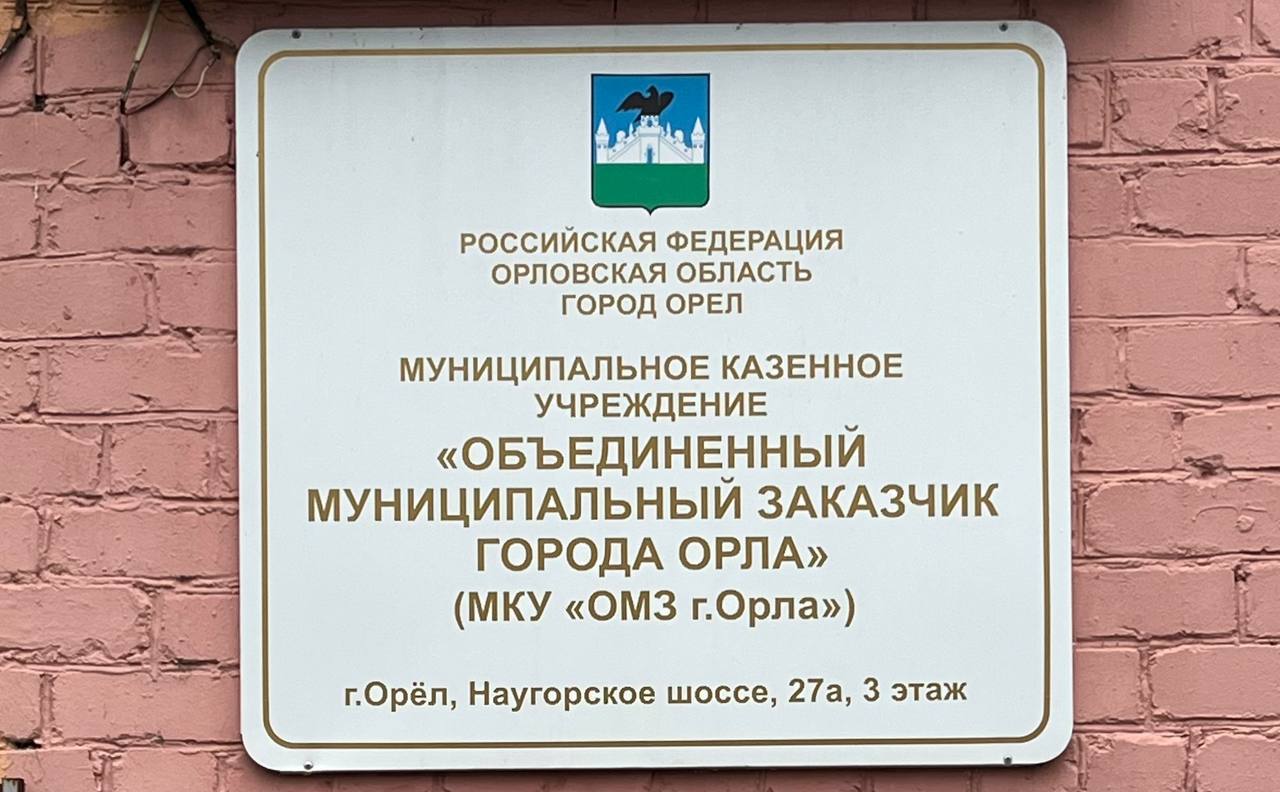 РОССИЙСКАЯ ФЕДЕРАЦИЯ
ОРЛОВСКАЯ ОБЛАСТЬ
ГОРОД ОРЕЛ
МУНИЦИПАЛЬНОЕ КАЗЕННОЕ
УЧРЕЖДЕНИЕ
«ОБЪЕДИНЕННЫЙ
МУНИЦИПАЛЬНЫЙ ЗАКАЗЧИК
ГОРОДА ОРЛА»
(МКУ «ОМЗ г.Орла»)
г.Орёл, Наугорское шоссе, 27а, 3 этаж